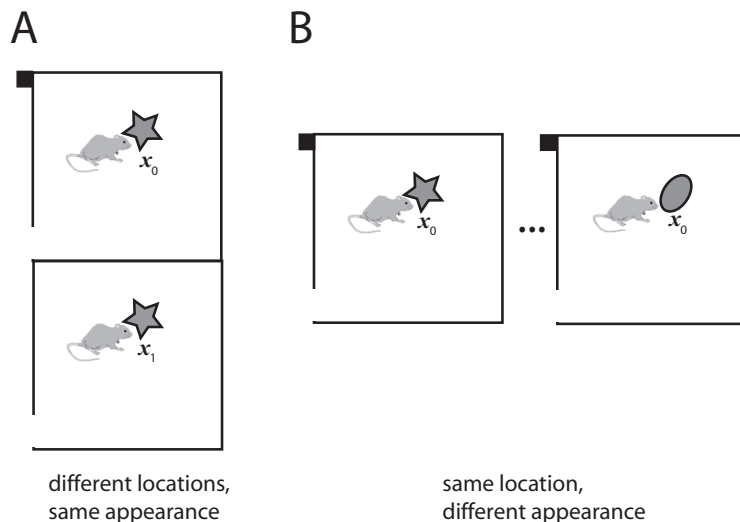 A
B
x₀
x₁
x₀
...
x₀
different locations,
same appearance
same location,
different appearance